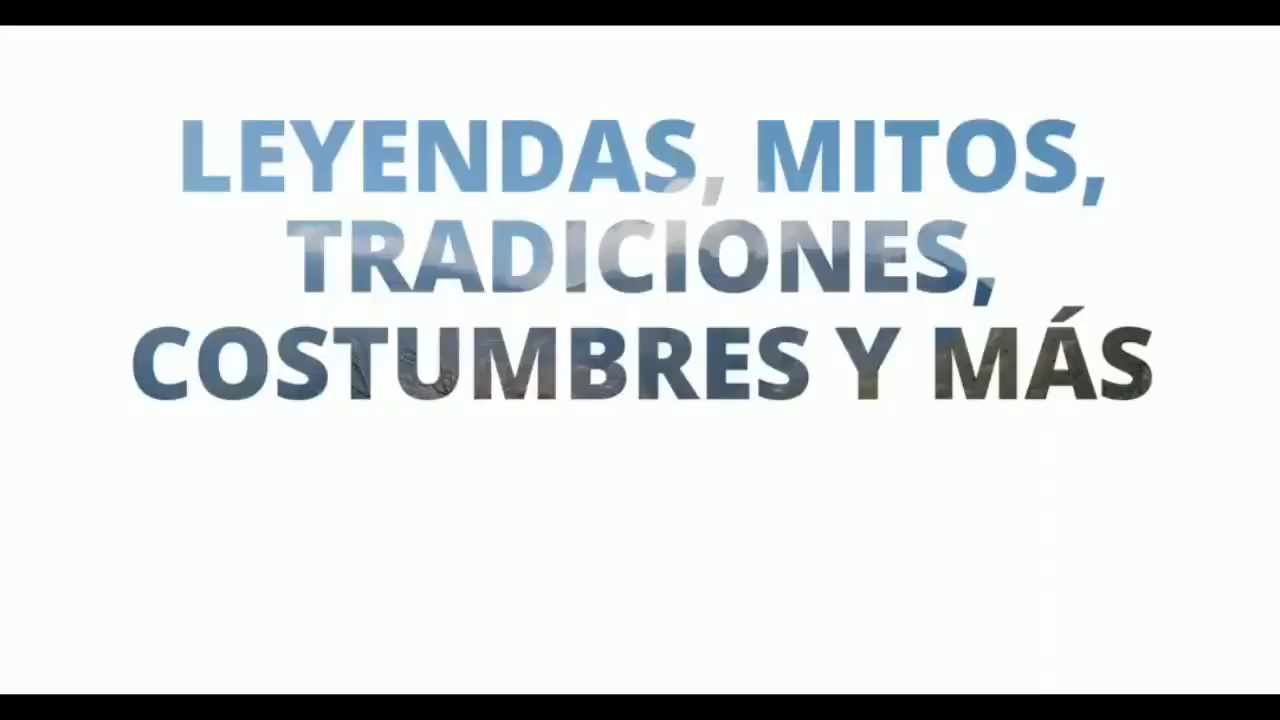 LEYENDAS, MITOS,
TRADICIONES,
COSTUMBRES Y MÁS